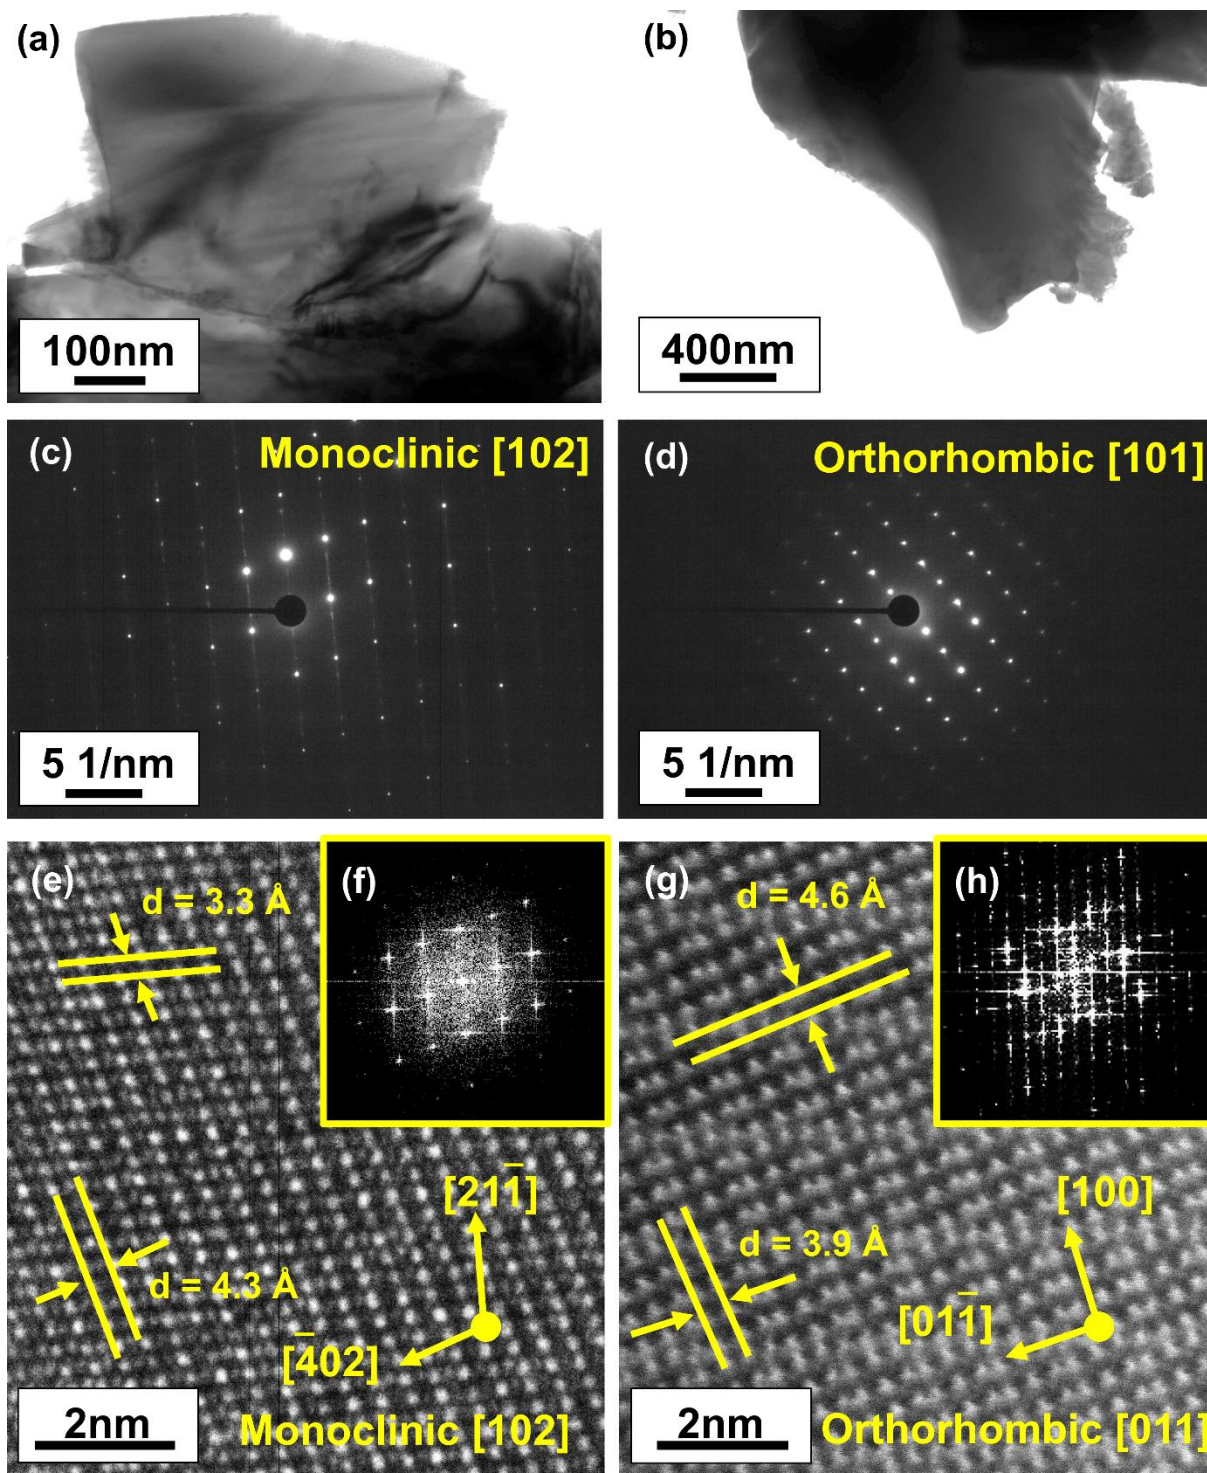 (a)
100nm
(b)
400nm
(c)
Monoclinic [102]
5 1/nm
(d)
Orthorhombic [101]
5 1/nm
(e)
d = 3.3 Å
(f)
d = 4.3 Å
[211̅]
[4̅02]
2nm
Monoclinic [102]
(g)
d = 4.6 Å
(h)
d = 3.9 Å
[100]
[011̅]
2nm
Orthorhombic [011]